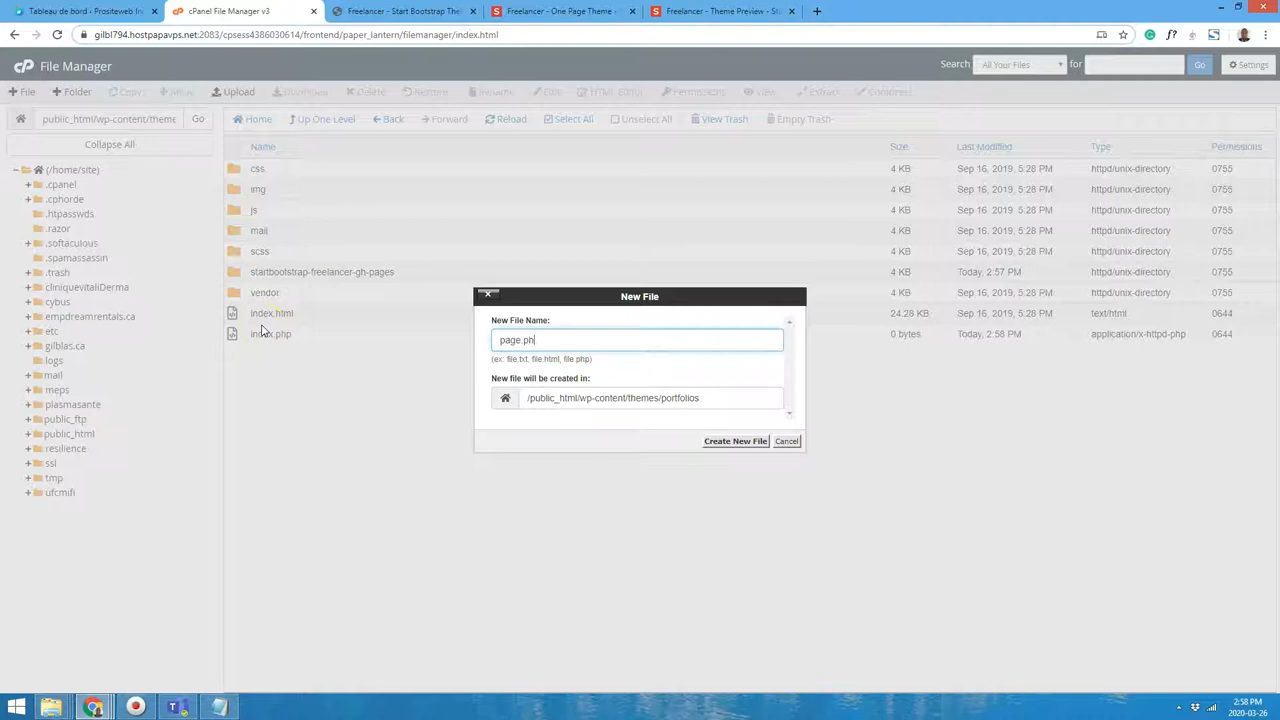 Tableau de bord ‹ Prositeweb In
cPanel File Manager v3
Freelancer - Start Bootstrap The
Freelancer - One Page Theme -
Freelancer - Theme Preview - St
gilbl794.hostpapavps.net:2083/cpsess4386030614/frontend/paper_lantern/filemanager/index.html
File Manager
Search All Your Files for Go Settings
File Folder Copy Move Upload Download Delete Restore Rename Edit HTML Editor Permissions View Extract Compress
public_html/wp-content/theme Go
Home Up One Level Back Forward Reload Select All Unselect All View Trash Empty Trash
Collapse All
(/home/site)
.cpanel
.cphorde
.htpasswds
.razor
.softaculous
.spamassassin
.trash
cliniquevitaliDerma
cybus
empdreamrentals.ca
etc
gilblas.ca
logs
mail
meps
plasmasante
public_ftp
public_html
resilience
ssl
tmp
ufcmifi
Name Size Last Modified Type Permissions
css 4 KB Sep 16, 2019, 5:28 PM httpd/unix-directory 0755
img 4 KB Sep 16, 2019, 5:28 PM httpd/unix-directory 0755
js 4 KB Sep 16, 2019, 5:28 PM httpd/unix-directory 0755
mail 4 KB Sep 16, 2019, 5:28 PM httpd/unix-directory 0755
scss 4 KB Sep 16, 2019, 5:28 PM httpd/unix-directory 0755
startbootstrap-freelancer-gh-pages 4 KB Today, 2:57 PM httpd/unix-directory 0755
vendor 4 KB Sep 16, 2019, 5:28 PM httpd/unix-directory 0755
index.html 24.28 KB Sep 16, 2019, 5:28 PM text/html 0644
index.php 0 bytes Today, 2:58 PM application/x-httpd-php 0644
New File
New File Name:
page.ph
(ex: file.txt, file.html, file.php)
New file will be created in:
/public_html/wp-content/themes/portfolios
Create New File Cancel
2:58 PM
2020-03-26